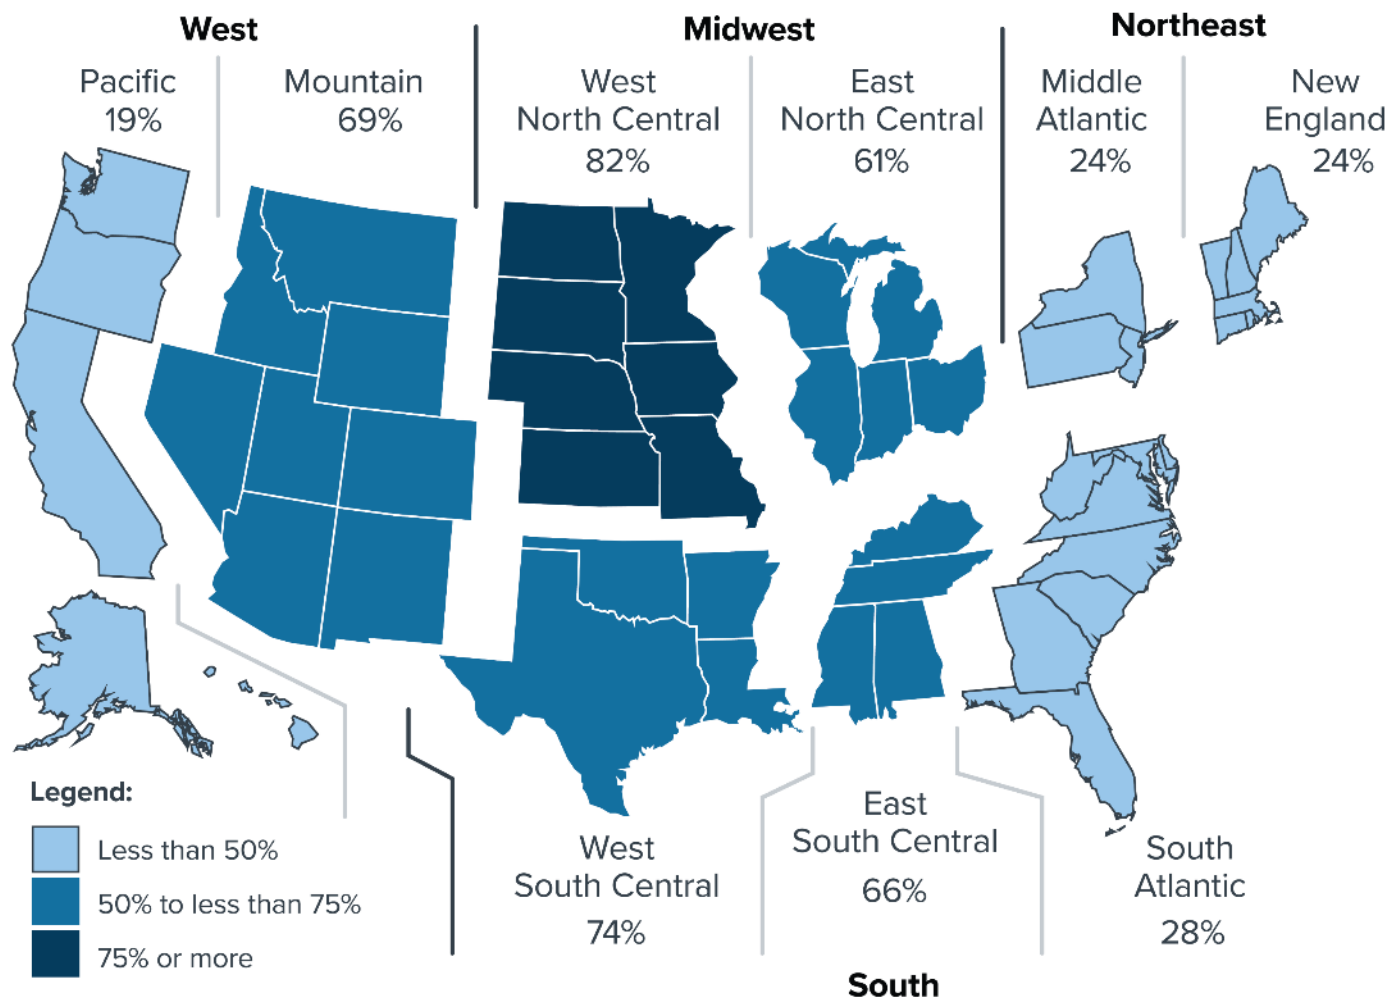 West
Midwest
Northeast
Pacific
19%
Mountain
69%
West
North Central
82%
East
North Central
61%
Middle
Atlantic
24%
New
England
24%
Legend:
Less than 50%
50% to less than 75%
75% or more
West
South Central
74%
East
South Central
66%
South
Atlantic
28%
South